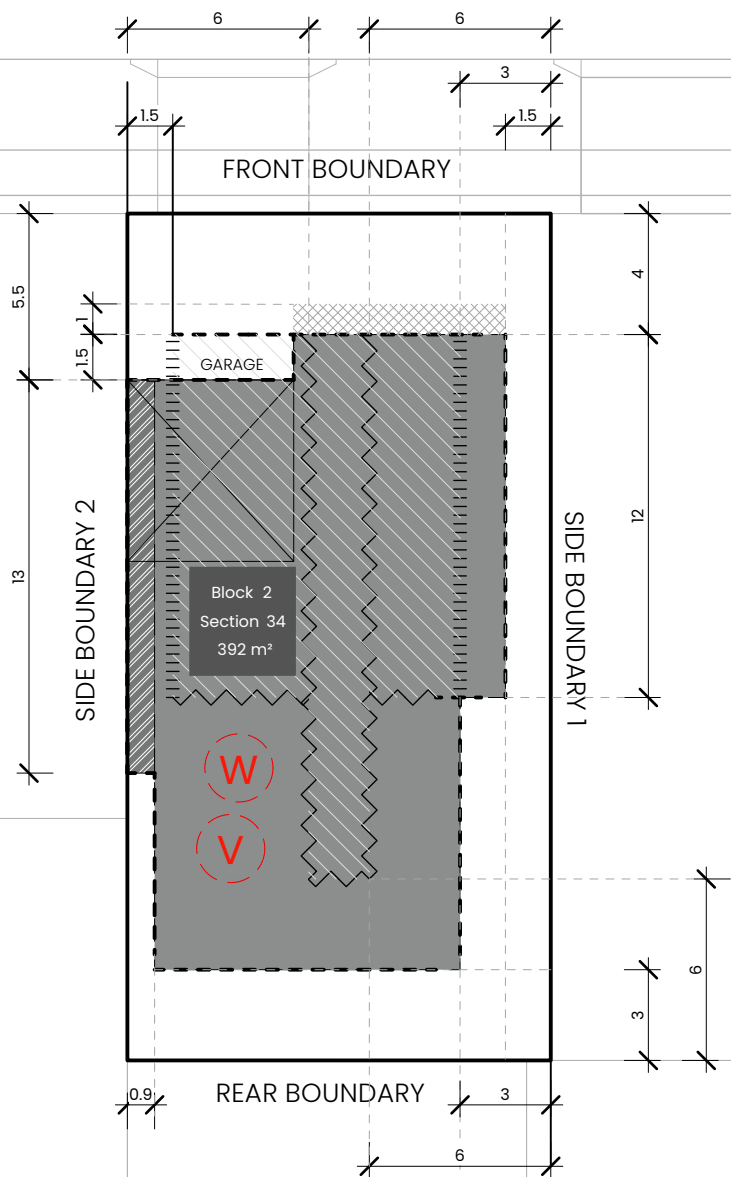 6
6
3
1.5
1.5
FRONT BOUNDARY
5.5
4
1
1.5
GARAGE
SIDE BOUNDARY 2
13
12
SIDE BOUNDARY 1
Block 2
Section 34
392 m²
W
V
6
3
0.9
REAR BOUNDARY
3
6